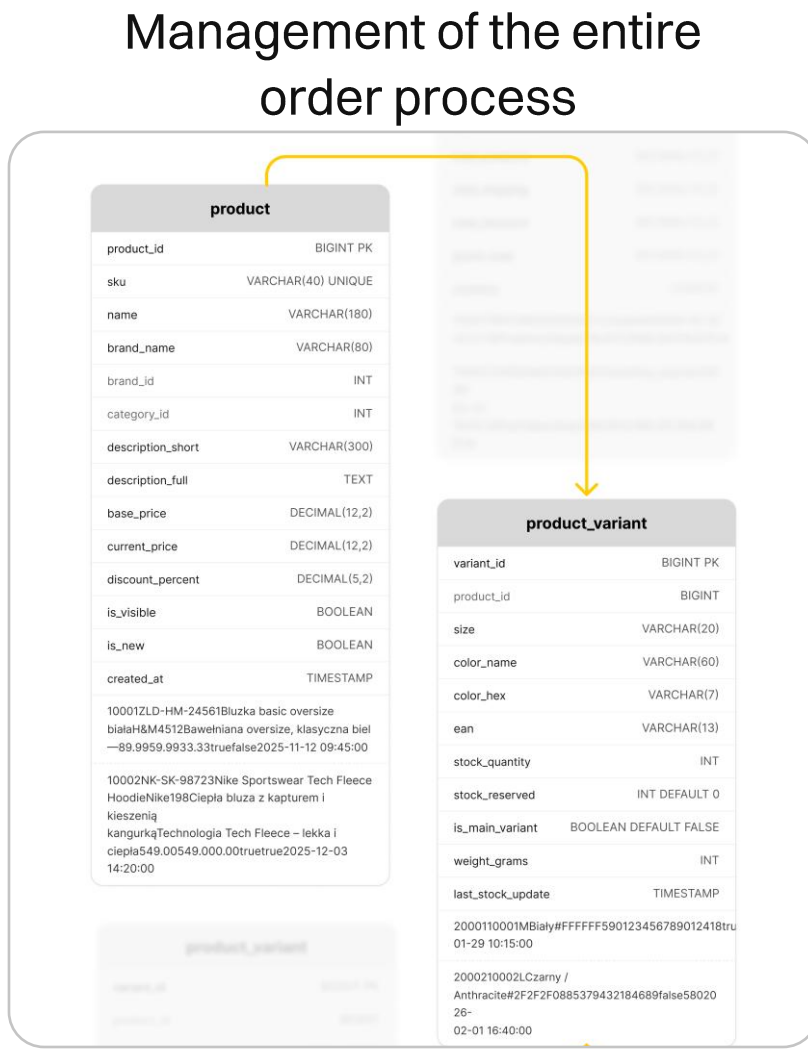 Management of the entire
order process
product
product_id BIGINT PK
sku VARCHAR(40) UNIQUE
name VARCHAR(180)
brand_name VARCHAR(80)
brand_id INT
category_id INT
description_short VARCHAR(300)
description_full TEXT
base_price DECIMAL(12,2)
current_price DECIMAL(12,2)
discount_percent DECIMAL(5,2)
is_visible BOOLEAN
is_new BOOLEAN
created_at TIMESTAMP
10001ZLD-HM-24561Bluzka basic oversize
białaH&M4512Bawełniana oversize, klasyczna biel
—89.9959.9933.33truefalse2025-11-12 09:45:00
10002NK-SK-98723Nike Sportswear Tech Fleece
HoodieNike198Ciepła bluza z kapturem i
kieszenią
kangurkąTechnologia Tech Fleece – lekka i
ciepła549.00549.000.00truetrue2025-12-03
14:20:00
product_variant
variant_id BIGINT PK
product_id BIGINT
size VARCHAR(20)
color_name VARCHAR(60)
color_hex VARCHAR(7)
ean VARCHAR(13)
stock_quantity INT
stock_reserved INT DEFAULT 0
is_main_variant BOOLEAN DEFAULT FALSE
weight_grams INT
last_stock_update TIMESTAMP
2000110001MBiały#FFFFFF590123456789012418tru
01-29 10:15:00
2000210002LCzarny /
Anthracite#2F2F2F0885379432184689false58020
26-
02-01 16:40:00
product_variant
variant_id BIGINT PK
product_id BIGINT